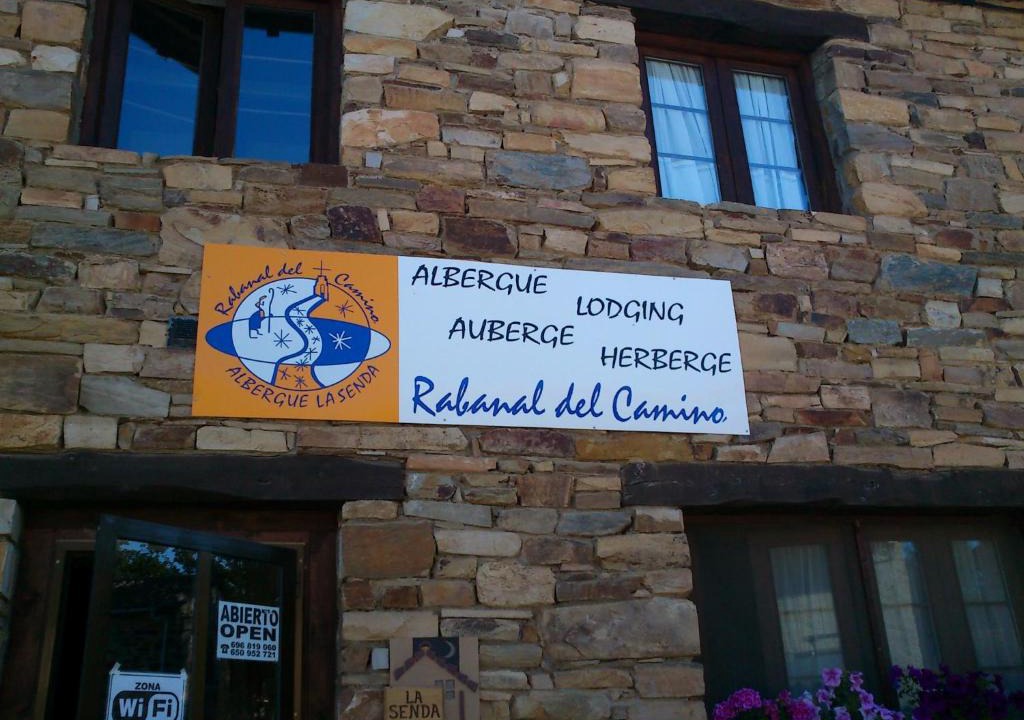 Rabanal del Camino
ALBERGUE LA SENDA
ALBERGUE
LODGING
AUBERGE
HERBERGE
Rabanal del Camino,
ABIERTO
OPEN
696 819 060
650 952 721
ZONA
WiFi
LA
SENDA